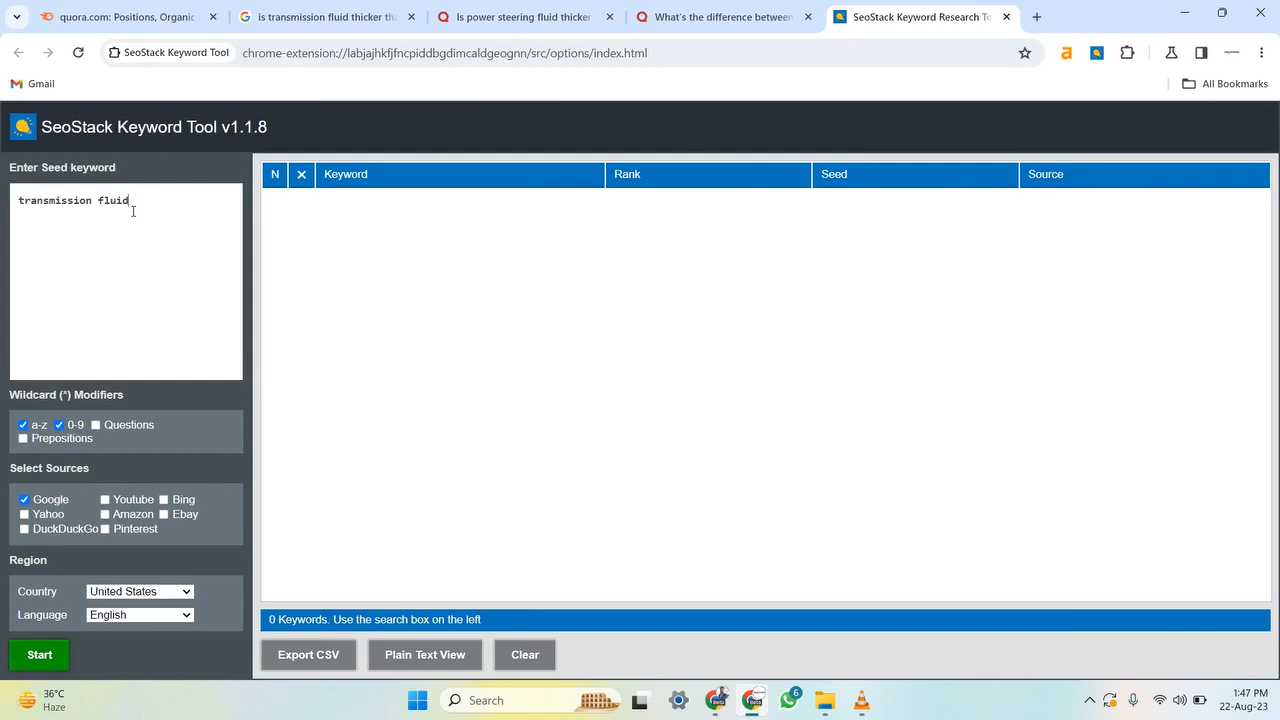 quora.com: Positions, Organic
is transmission fluid thicker tha
Is power steering fluid thicker
What's the difference between
SeoStack Keyword Research To
SeoStack Keyword Tool
chrome-extension://labjajhkfjfncpiddbgdimcaldgeognn/src/options/index.html
Gmail
All Bookmarks
SeoStack Keyword Tool v1.1.8
Enter Seed keyword
transmission fluid
Wildcard (*) Modifiers
a-z 0-9 Questions
Prepositions
Select Sources
Google Youtube Bing
Yahoo Amazon Ebay
DuckDuckGo Pinterest
Region
Country United States
Language English
Start
N X Keyword Rank Seed Source
0 Keywords. Use the search box on the left
Export CSV Plain Text View Clear
36°C
Haze
Search
6
1:47 PM
22-Aug-23